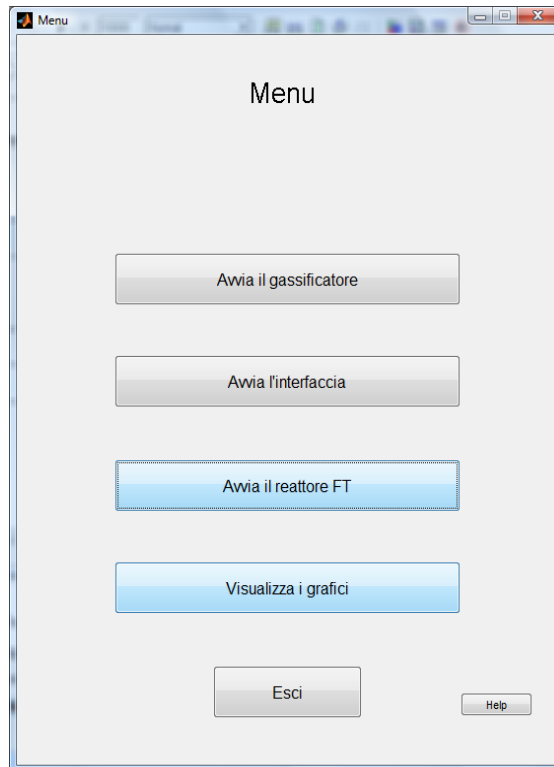 Menu
Menu
Avvia il gassificatore
Avvia l'interfaccia
Avvia il reattore FT
Visualizza i grafici
Esci
Help